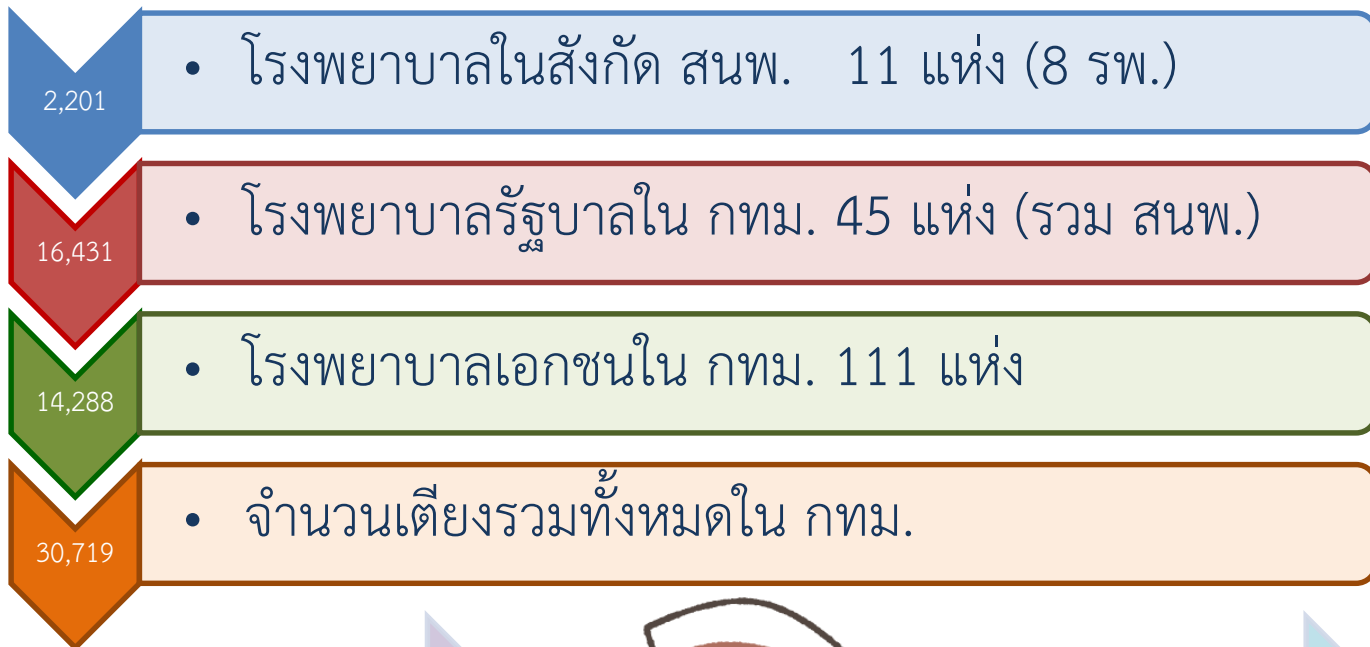 • โรงพยาบาลในสังกัด สนพ. 11 แห่ง (8 รพ.)
2,201
• โรงพยาบาลรัฐบาลใน กทม. 45 แห่ง (รวม สนพ.)
16,431
• โรงพยาบาลเอกชนใน กทม. 111 แห่ง
14,288
• จำนวนเตียงรวมทั้งหมดใน กทม.
30,719